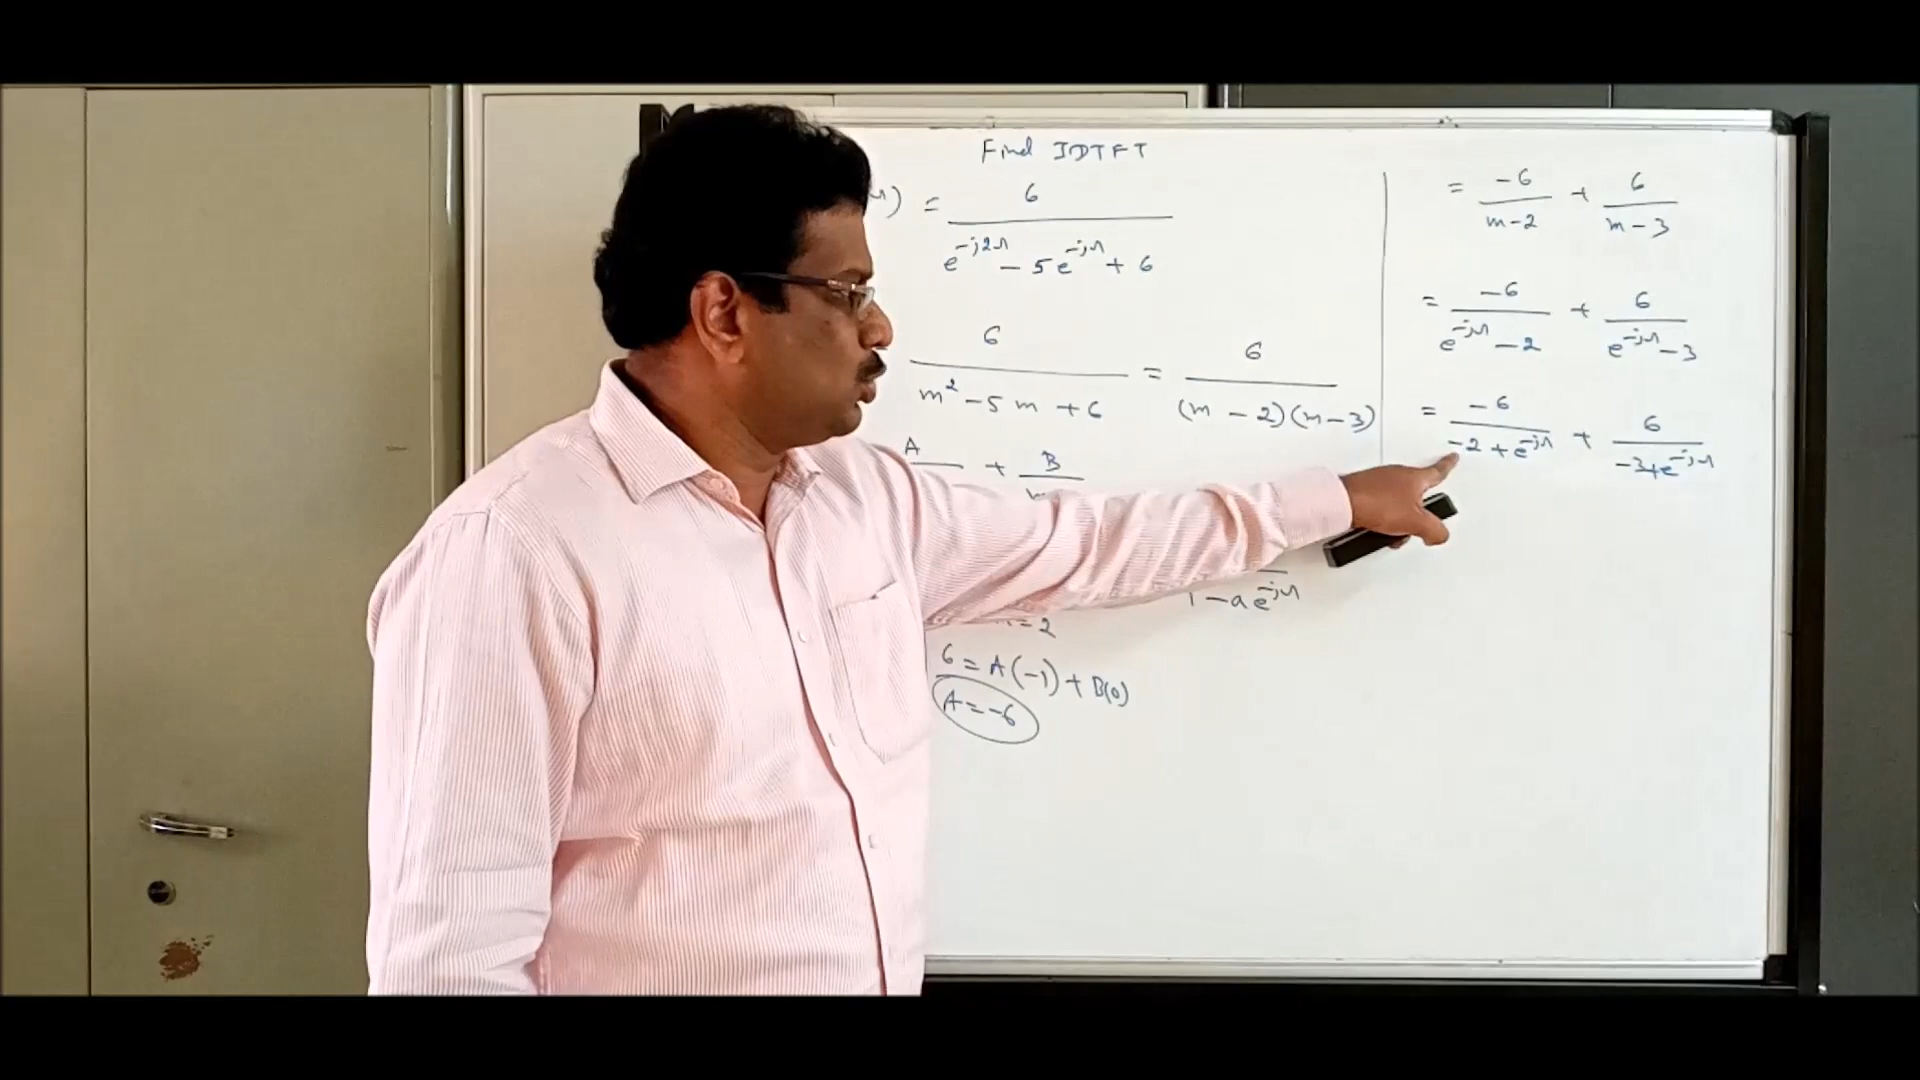 Find IDTFT
) = 6 / (e^{-j2Ω} - 5e^{-jΩ} + 6)
6 / (m² - 5m + 6) = 6 / ((m - 2)(m - 3))
A + B
1 - a e^{-jΩ}
= 2
6 = A(-1) + B(0)
A = -6
= -6 / (m-2) + 6 / (m-3)
= -6 / (e^{-jΩ} - 2) + 6 / (e^{-jΩ} - 3)
= -6 / (-2 + e^{-jΩ}) + 6 / (-3 + e^{-jΩ})